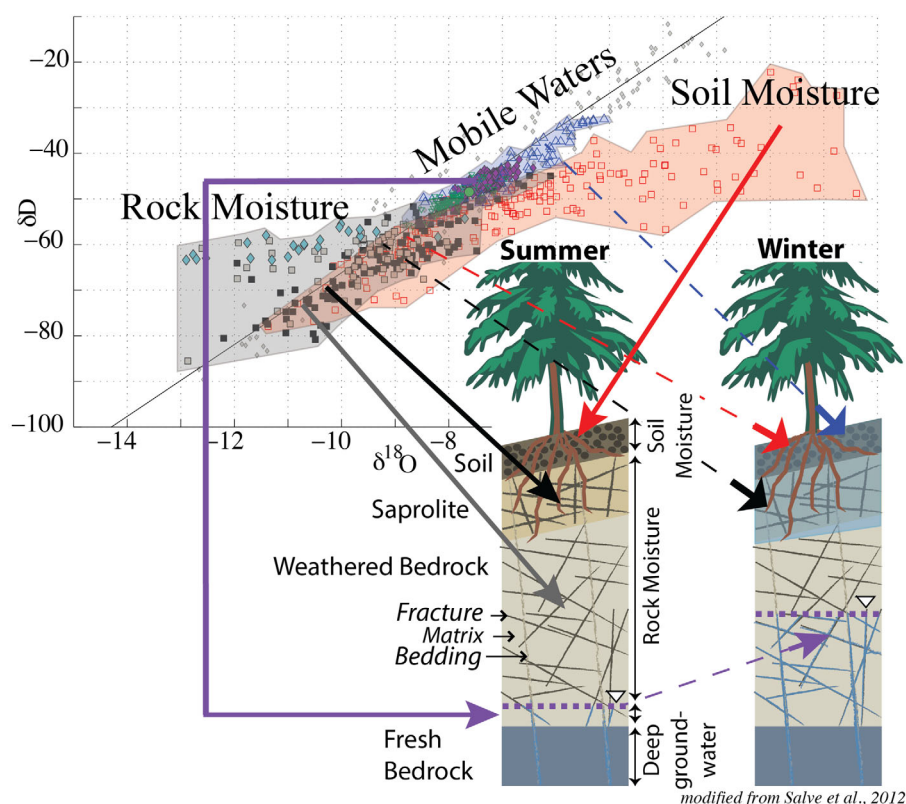 −20
−40
−60
−80
−100
δD
−14
−12
−10
−8
δ18O
Rock Moisture
Mobile Waters
Soil Moisture
Summer
Winter
Soil
Saprolite
Weathered Bedrock
Fracture
Matrix
Bedding
Fresh
Bedrock
Soil
Moisture
Rock Moisture
Deep
ground-
water
modified from Salve et al., 2012